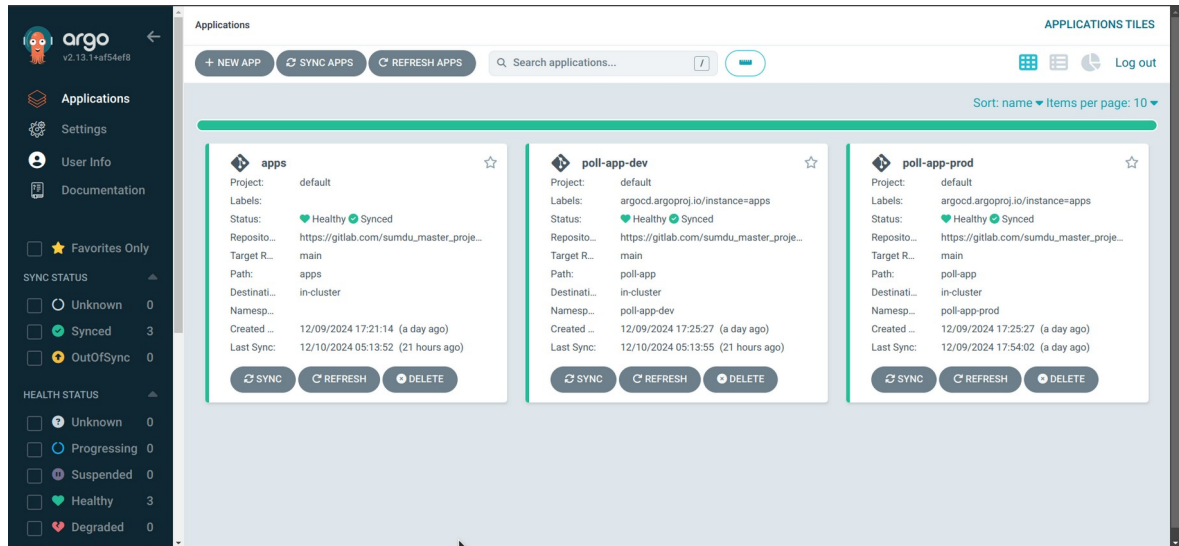 argo
v2.13.1+af54ef8
Applications
Settings
User Info
Documentation
Favorites Only
SYNC STATUS
Unknown 0
Synced 3
OutOfSync 0
HEALTH STATUS
Unknown 0
Progressing 0
Suspended 0
Healthy 3
Degraded 0
Applications
APPLICATIONS TILES
+ NEW APP
SYNC APPS
REFRESH APPS
Search applications...
/
Log out
Sort: name
Items per page: 10
apps
Project: default
Labels:
Status: Healthy Synced
Reposito... https://gitlab.com/sumdu_master_proje...
Target R... main
Path: apps
Destinati... in-cluster
Namesp...
Created ... 12/09/2024 17:21:14 (a day ago)
Last Sync: 12/10/2024 05:13:52 (21 hours ago)
SYNC
REFRESH
DELETE
poll-app-dev
Project: default
Labels: argocd.argoproj.io/instance=apps
Status: Healthy Synced
Reposito... https://gitlab.com/sumdu_master_proje...
Target R... main
Path: poll-app
Destinati... in-cluster
Namesp... poll-app-dev
Created ... 12/09/2024 17:25:27 (a day ago)
Last Sync: 12/10/2024 05:13:55 (21 hours ago)
SYNC
REFRESH
DELETE
poll-app-prod
Project: default
Labels: argocd.argoproj.io/instance=apps
Status: Healthy Synced
Reposito... https://gitlab.com/sumdu_master_proje...
Target R... main
Path: poll-app
Destinati... in-cluster
Namesp... poll-app-prod
Created ... 12/09/2024 17:25:27 (a day ago)
Last Sync: 12/09/2024 17:54:02 (a day ago)
SYNC
REFRESH
DELETE